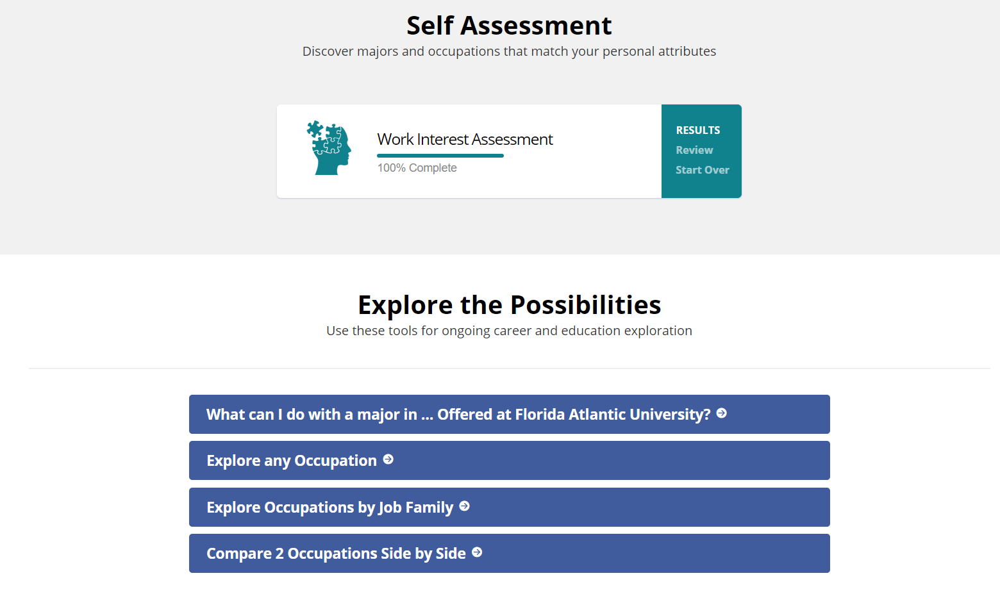 Self Assessment
Discover majors and occupations that match your personal attributes
Work Interest Assessment
100% Complete
RESULTS
Review
Start Over
Explore the Possibilities
Use these tools for ongoing career and education exploration
What can I do with a major in ... Offered at Florida Atlantic University?
Explore any Occupation
Explore Occupations by Job Family
Compare 2 Occupations Side by Side